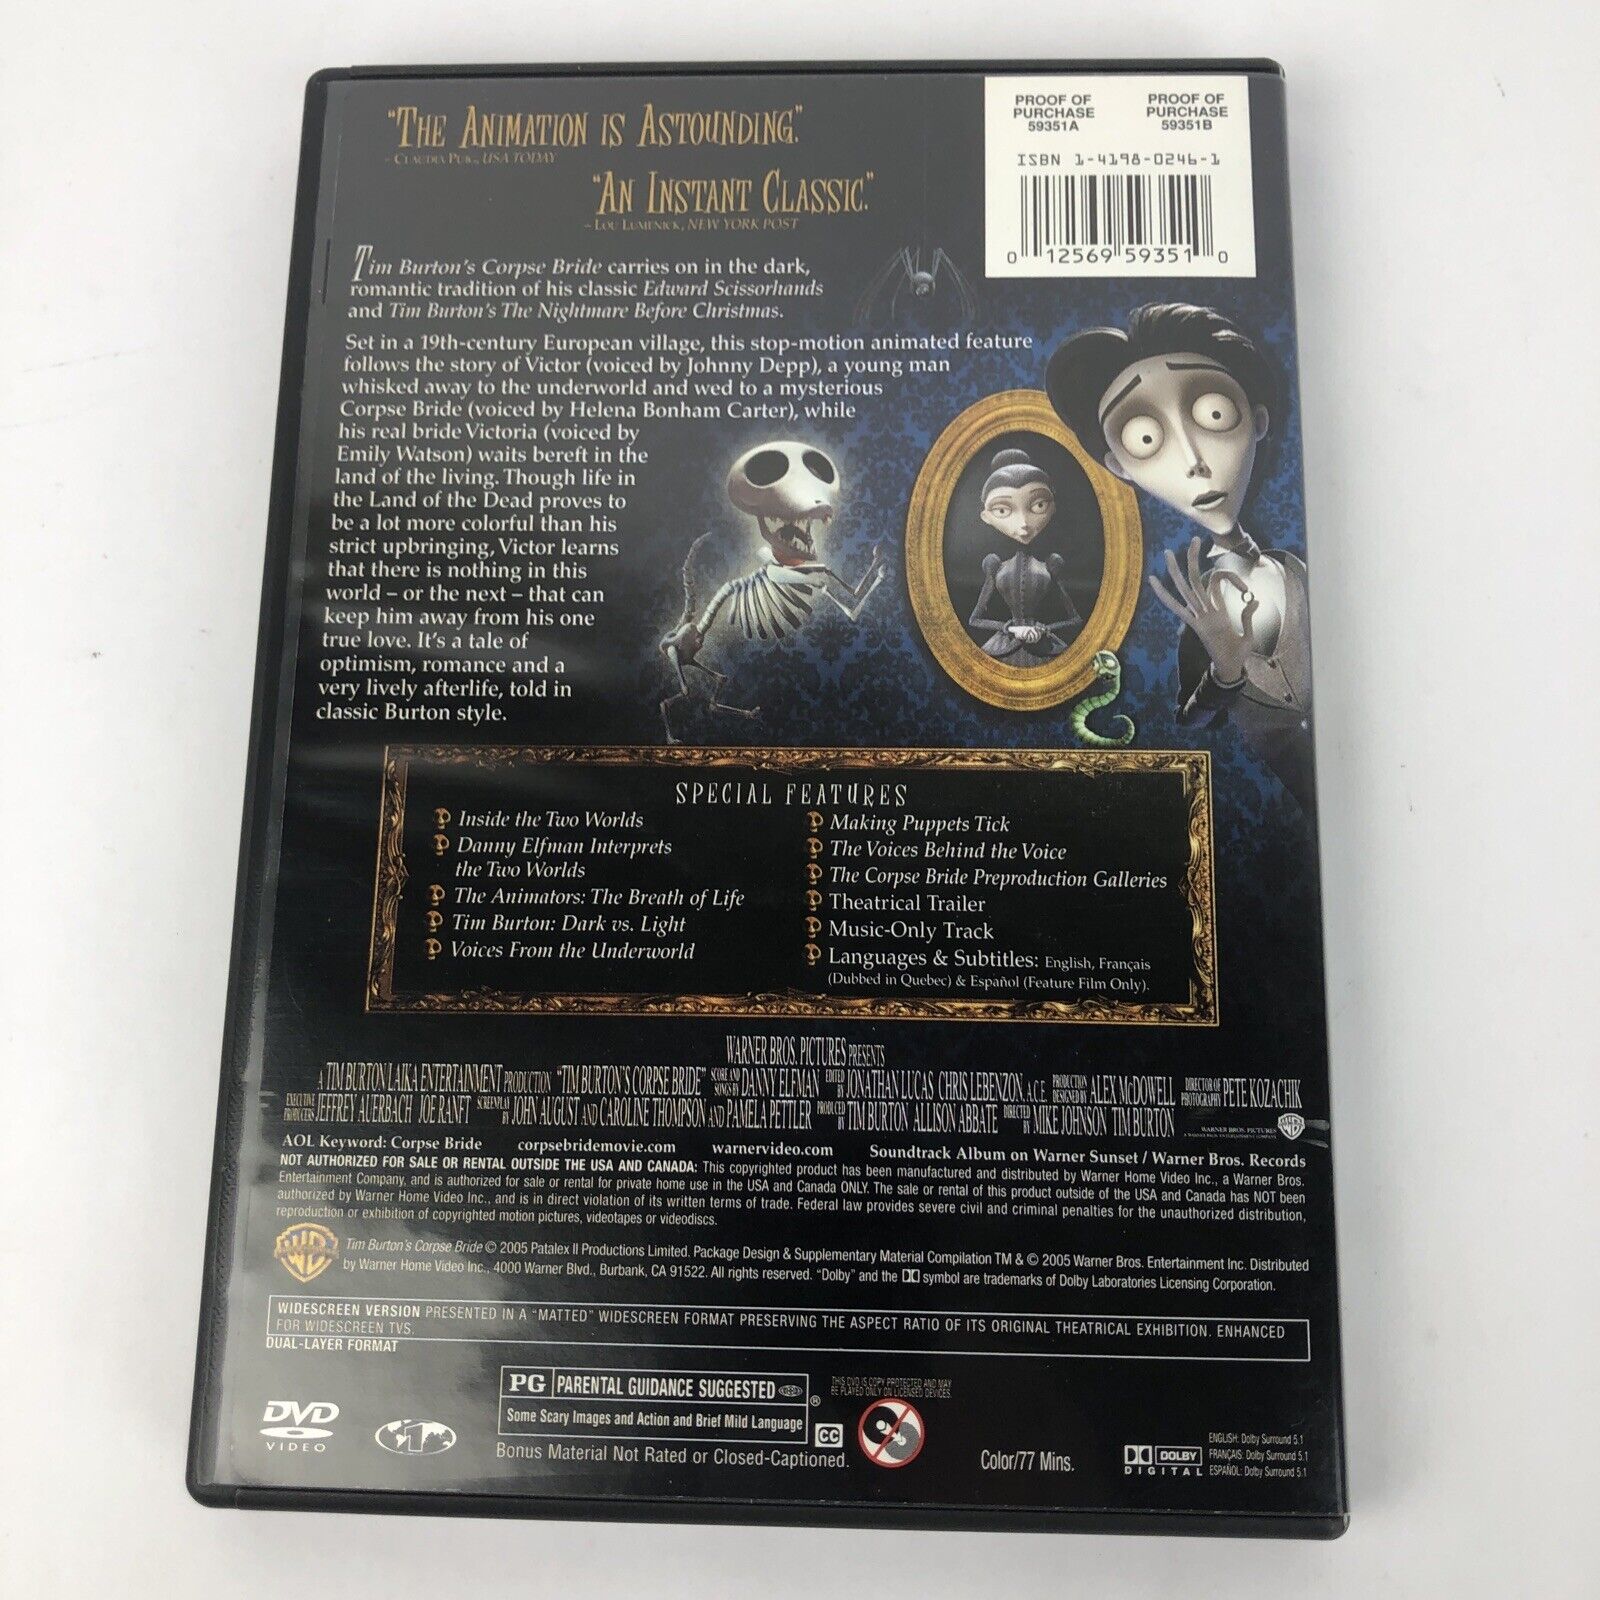 "THE ANIMATION IS ASTOUNDING."
- CLAUDIA PUIG, USA TODAY
"AN INSTANT CLASSIC."
- LOU LUMENICK, NEW YORK POST
PROOF OF PURCHASE 59351A
PROOF OF PURCHASE 59351B
ISBN 1-4198-0246-1
0 12569 59351 0
Tim Burton's Corpse Bride carries on in the dark,
romantic tradition of his classic Edward Scissorhands
and Tim Burton's The Nightmare Before Christmas.
Set in a 19th-century European village, this stop-motion animated feature
follows the story of Victor (voiced by Johnny Depp), a young man
whisked away to the underworld and wed to a mysterious
Corpse Bride (voiced by Helena Bonham Carter), while
his real bride Victoria (voiced by
Emily Watson) waits bereft in the
land of the living. Though life in
the Land of the Dead proves to
be a lot more colorful than his
strict upbringing, Victor learns
that there is nothing in this
world – or the next – that can
keep him away from his one
true love. It's a tale of
optimism, romance and a
very lively afterlife, told in
classic Burton style.
SPECIAL FEATURES
Inside the Two Worlds
Danny Elfman Interprets
the Two Worlds
The Animators: The Breath of Life
Tim Burton: Dark vs. Light
Voices From the Underworld
Making Puppets Tick
The Voices Behind the Voice
The Corpse Bride Preproduction Galleries
Theatrical Trailer
Music-Only Track
Languages & Subtitles: English, Français
(Dubbed in Quebec) & Español (Feature Film Only).
WARNER BROS. PICTURES PRESENTS
A TIM BURTON/LAIKA ENTERTAINMENT PRODUCTION "TIM BURTON'S CORPSE BRIDE" SCORE AND SONGS BY DANNY ELFMAN EDITED BY JONATHAN LUCAS CHRIS LEBENZON, A.C.E. PRODUCTION DESIGNED BY ALEX McDOWELL DIRECTOR OF PHOTOGRAPHY PETE KOZACHIK
EXECUTIVE PRODUCERS JEFFREY AUERBACH JOE RANFT SCREENPLAY BY JOHN AUGUST AND CAROLINE THOMPSON AND PAMELA PETTLER PRODUCED BY TIM BURTON ALLISON ABBATE DIRECTED BY MIKE JOHNSON TIM BURTON
WARNER BROS. PICTURES
AOL Keyword: Corpse Bride corpsebridemovie.com warnervideo.com Soundtrack Album on Warner Sunset / Warner Bros. Records
NOT AUTHORIZED FOR SALE OR RENTAL OUTSIDE THE USA AND CANADA: This copyrighted product has been manufactured and distributed by Warner Home Video Inc., a Warner Bros.
Entertainment Company, and is authorized for sale or rental for private home use in the USA and Canada ONLY. The sale or rental of this product outside of the USA and Canada has NOT been
authorized by Warner Home Video Inc., and is in direct violation of its written terms of trade. Federal law provides severe civil and criminal penalties for the unauthorized distribution,
reproduction or exhibition of copyrighted motion pictures, videotapes or videodiscs.
Tim Burton's Corpse Bride © 2005 Patalex II Productions Limited. Package Design & Supplementary Material Compilation TM & © 2005 Warner Bros. Entertainment Inc. Distributed
by Warner Home Video Inc., 4000 Warner Blvd., Burbank, CA 91522. All rights reserved. "Dolby" and the DD symbol are trademarks of Dolby Laboratories Licensing Corporation.
WIDESCREEN VERSION PRESENTED IN A "MATTED" WIDESCREEN FORMAT PRESERVING THE ASPECT RATIO OF ITS ORIGINAL THEATRICAL EXHIBITION. ENHANCED
FOR WIDESCREEN TVS.
DUAL-LAYER FORMAT
DVD VIDEO
1
PG PARENTAL GUIDANCE SUGGESTED ®
Some Scary Images and Action and Brief Mild Language
CC
Bonus Material Not Rated or Closed-Captioned.
THIS DVD IS COPY PROTECTED AND MAY
BE PLAYED ONLY ON LICENSED DEVICES.
Color/77 Mins.
DOLBY DIGITAL
ENGLISH: Dolby Surround 5.1
FRANÇAIS: Dolby Surround 5.1
ESPAÑOL: Dolby Surround 5.1